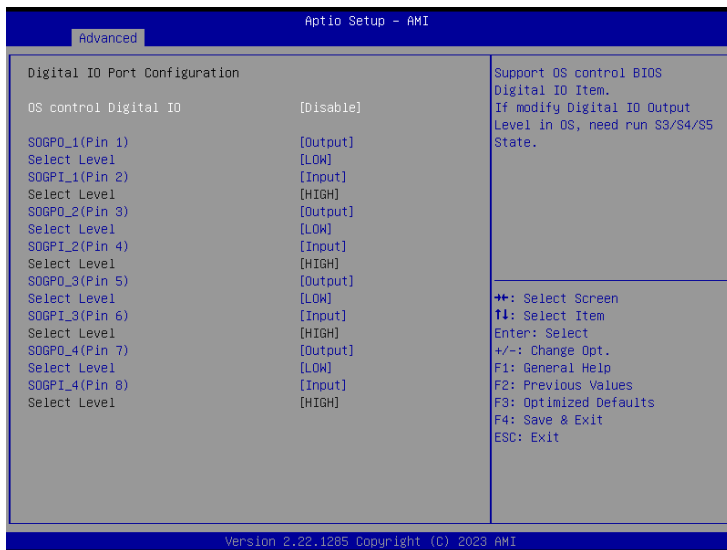 Aptio Setup - AMI
Advanced
Digital IO Port Configuration
OS control Digital IO [Disable]
SOGPO_1(Pin 1) [Output]
Select Level [LOW]
SOGPI_1(Pin 2) [Input]
Select Level [HIGH]
SOGPO_2(Pin 3) [Output]
Select Level [LOW]
SOGPI_2(Pin 4) [Input]
Select Level [HIGH]
SOGPO_3(Pin 5) [Output]
Select Level [LOW]
SOGPI_3(Pin 6) [Input]
Select Level [HIGH]
SOGPO_4(Pin 7) [Output]
Select Level [LOW]
SOGPI_4(Pin 8) [Input]
Select Level [HIGH]
Support OS control BIOS
Digital IO Item.
If modify Digital IO Output
Level in OS, need run S3/S4/S5
State.
→←: Select Screen
↑↓: Select Item
Enter: Select
+/-: Change Opt.
F1: General Help
F2: Previous Values
F3: Optimized Defaults
F4: Save & Exit
ESC: Exit
Version 2.22.1285 Copyright (C) 2023 AMI